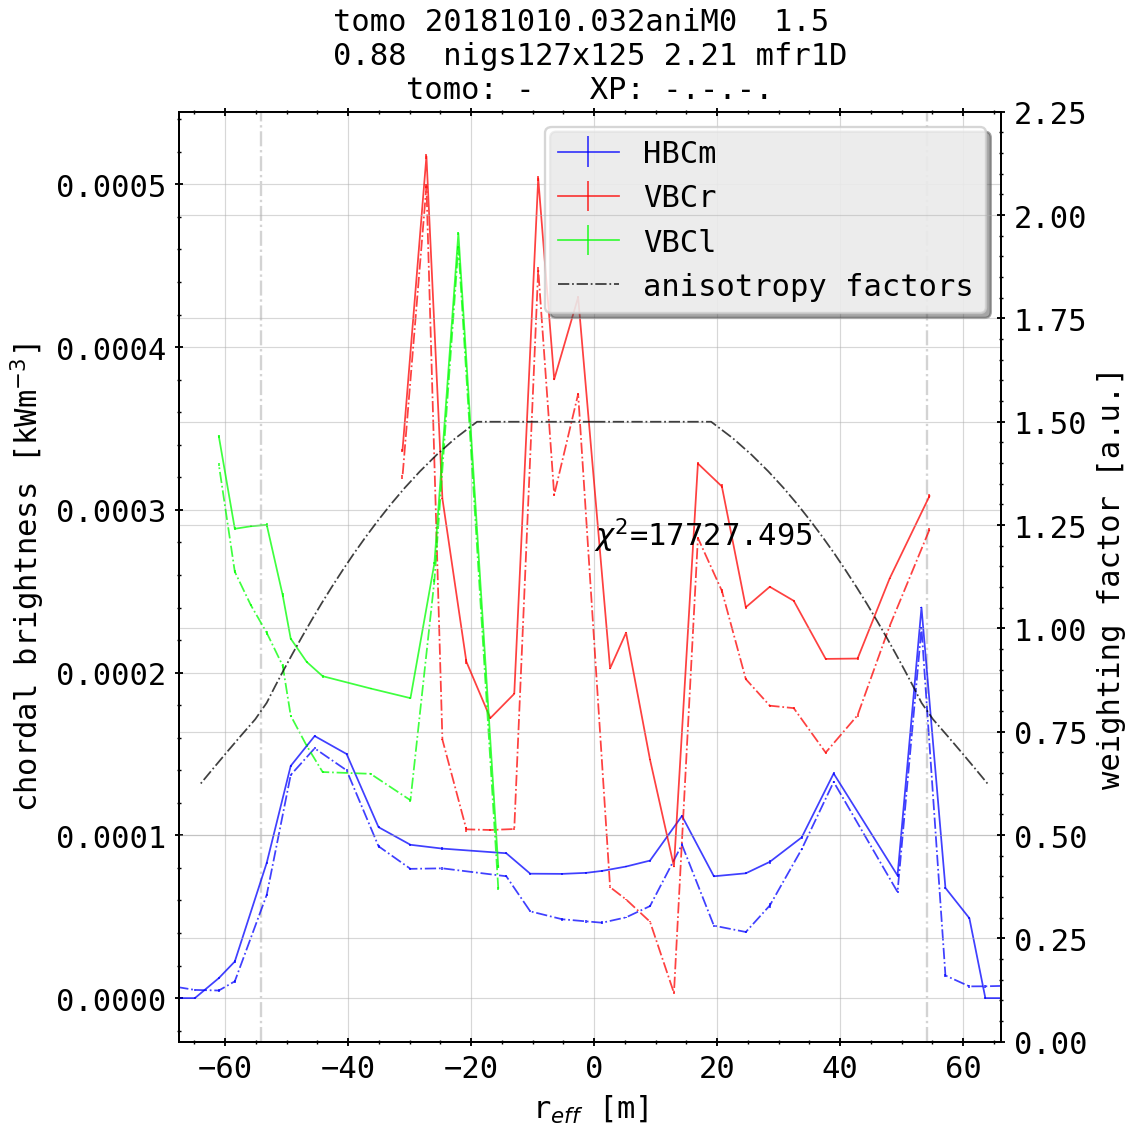 tomo 20181010.032aniM0  1.5
0.88  nigs127x125 2.21 mfr1D
tomo: -   XP: -.-.-.
HBCm
VBCr
VBCl
anisotropy factors
χ²=17727.495
chordal brightness [kWm⁻³]
0.0005
0.0004
0.0003
0.0002
0.0001
0.0000
2.25
2.00
1.75
1.50
1.25
1.00
0.75
0.50
0.25
0.00
weighting factor [a.u.]
−60 −40 −20 0 20 40 60
r_eff [m]